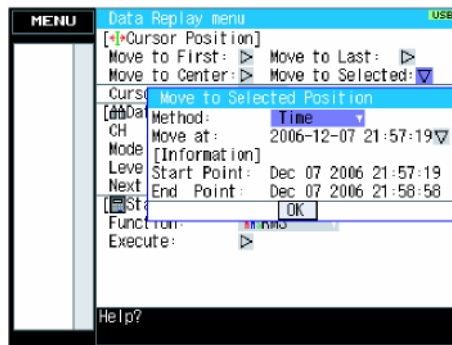 MENU
Data Replay menu
USB
[Cursor Position]
Move to First: Move to Last:
Move to Center: Move to Selected:
Move to Selected Position
Method: Time
CH
Move at: 2006-12-07 21:57:19
Mode
[Information]
Leve
Start Point: Dec 07 2006 21:57:19
Next
End Point: Dec 07 2006 21:58:58
OK
Function: RMS
Execute:
Help?